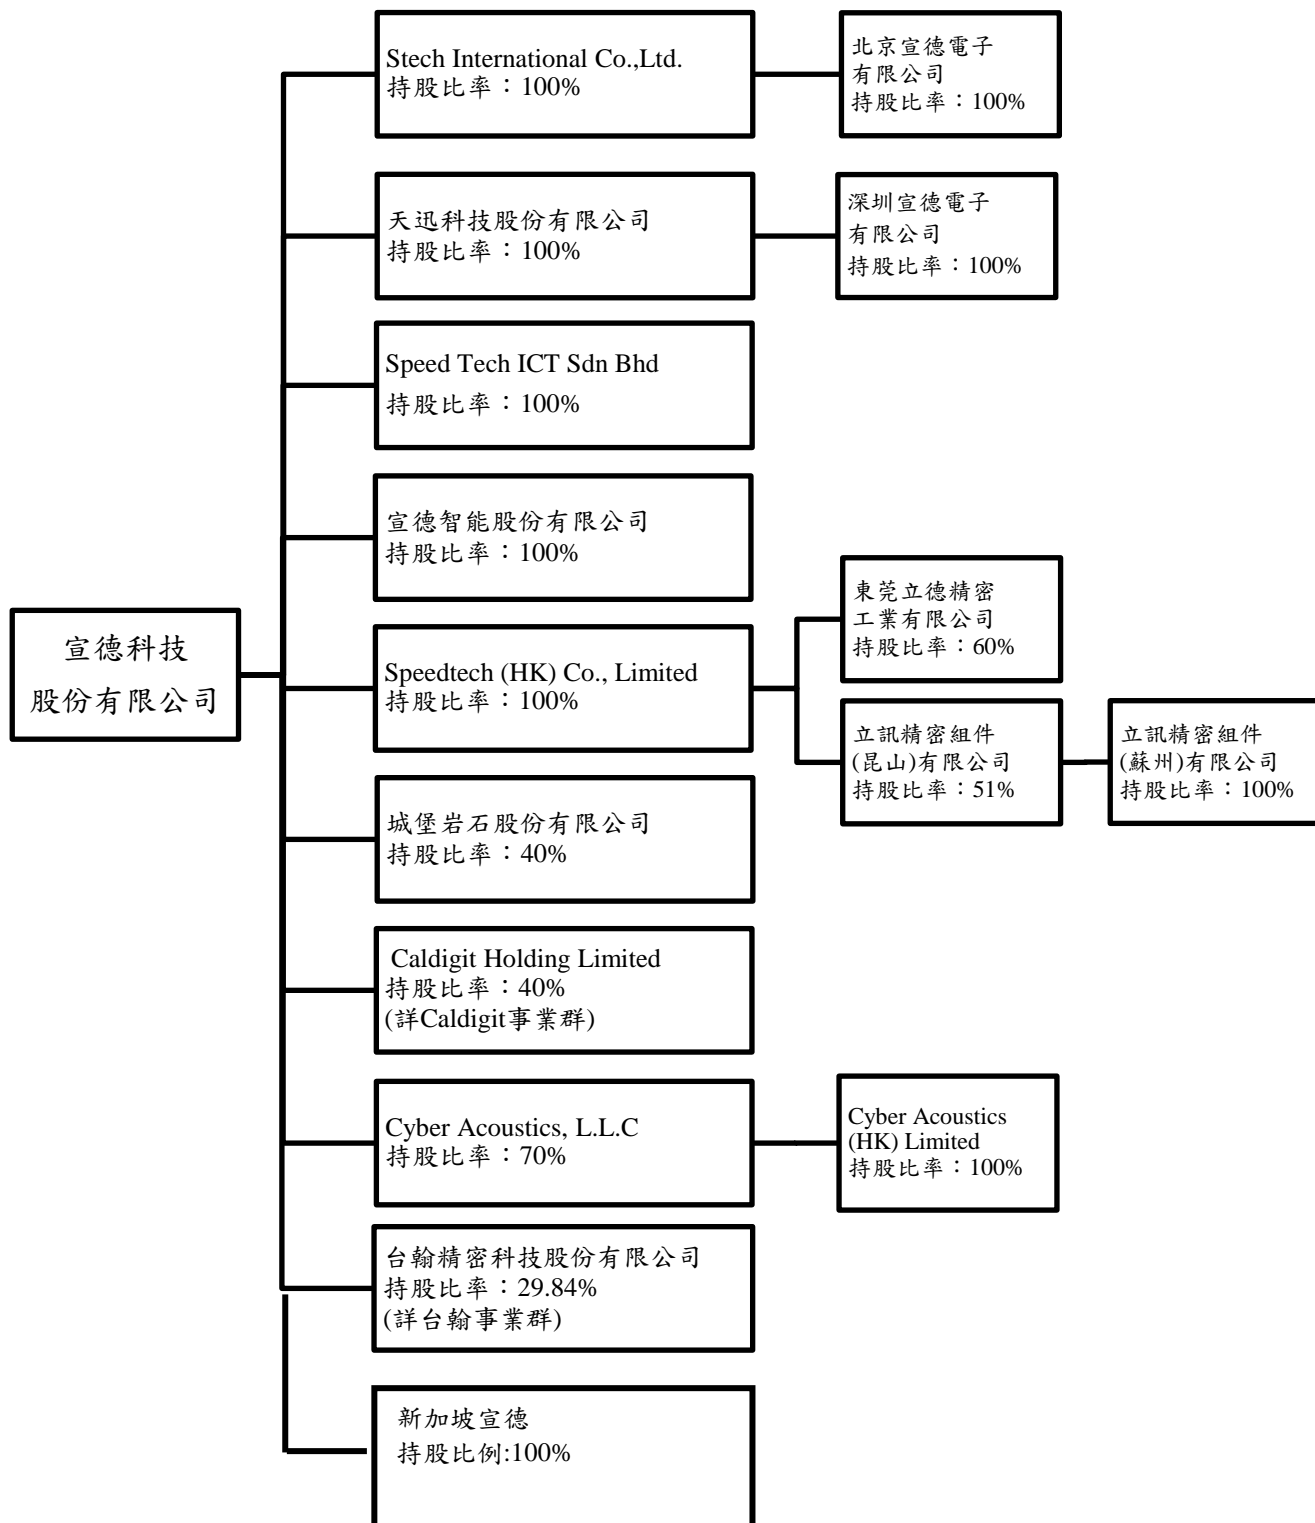 Stech International Co.,Ltd.
持股比率：100%
北京宣德電子
有限公司
持股比率：100%
天迅科技股份有限公司
持股比率：100%
深圳宣德電子
有限公司
持股比率：100%
Speed Tech ICT Sdn Bhd
持股比率：100%
宣德智能股份有限公司
持股比率：100%
宣德科技
股份有限公司
Speedtech (HK) Co., Limited
持股比率：100%
東莞立德精密
工業有限公司
持股比率：60%
立訊精密組件
(昆山)有限公司
持股比率：51%
立訊精密組件
(蘇州)有限公司
持股比率：100%
城堡岩石股份有限公司
持股比率：40%
Caldigit Holding Limited
持股比率：40%
(詳Caldigit事業群)
Cyber Acoustics, L.L.C
持股比率：70%
Cyber Acoustics
(HK) Limited
持股比率：100%
台翰精密科技股份有限公司
持股比率：29.84%
(詳台翰事業群)
新加坡宣德
持股比例:100%